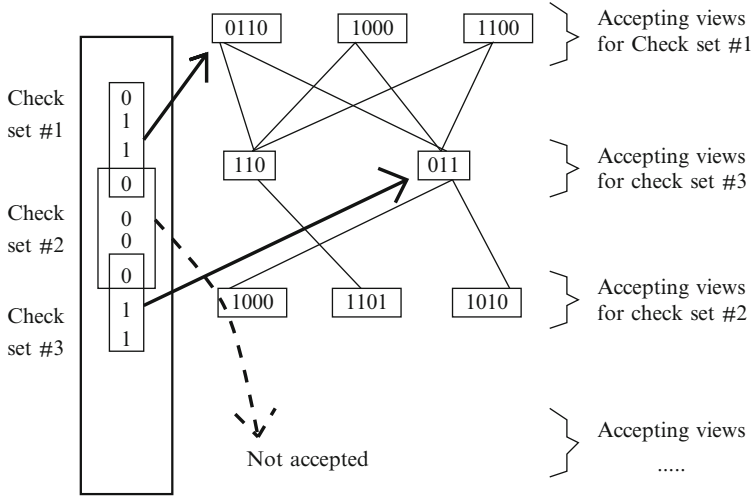 0110
1000
1100
Accepting views
for Check set #1
Check
set #1
0
1
1
0
110
011
Accepting views
for check set #3
Check
set #2
0
0
0
1000
1101
1010
Accepting views
for check set #2
Check
set #3
1
1
Not accepted
Accepting views
.....